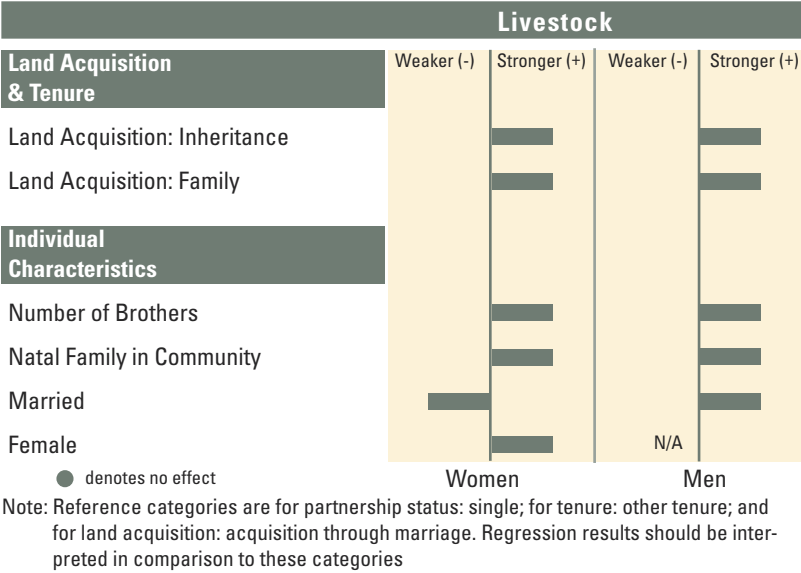 Livestock
Land Acquisition
& Tenure
Weaker (-) Stronger (+) Weaker (-) Stronger (+)
Land Acquisition: Inheritance
Land Acquisition: Family
Individual
Characteristics
Number of Brothers
Natal Family in Community
Married
Female N/A
denotes no effect Women Men
Note: Reference categories are for partnership status: single; for tenure: other tenure; and
for land acquisition: acquisition through marriage. Regression results should be inter-
preted in comparison to these categories